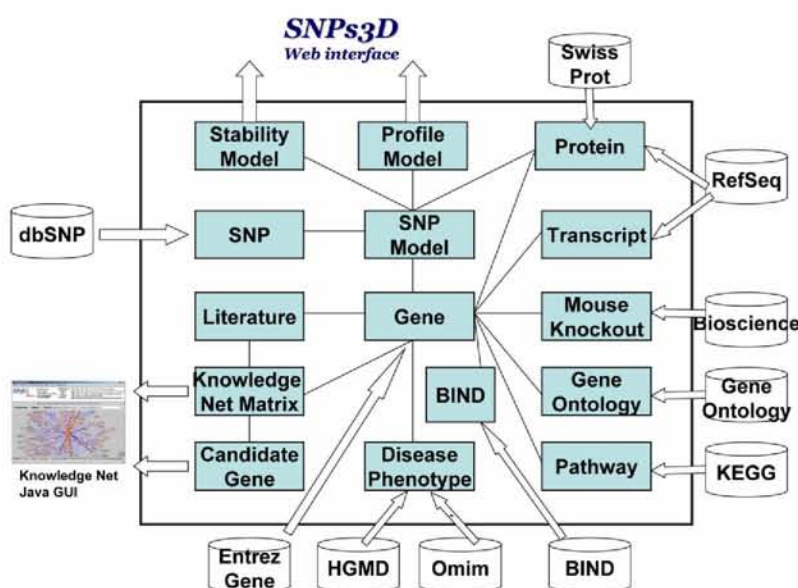 SNPs3D
Web interface
Swiss
Prot
Stability
Model
Profile
Model
Protein
RefSeq
dbSNP
SNP
SNP
Model
Transcript
Literature
Gene
Mouse
Knockout
Bioscience
Knowledge
Net Matrix
BIND
Gene
Ontology
Gene
Ontology
Candidate
Gene
Disease
Phenotype
Pathway
KEGG
Knowledge Net
Java GUI
Entrez
Gene
HGMD
Omim
BIND